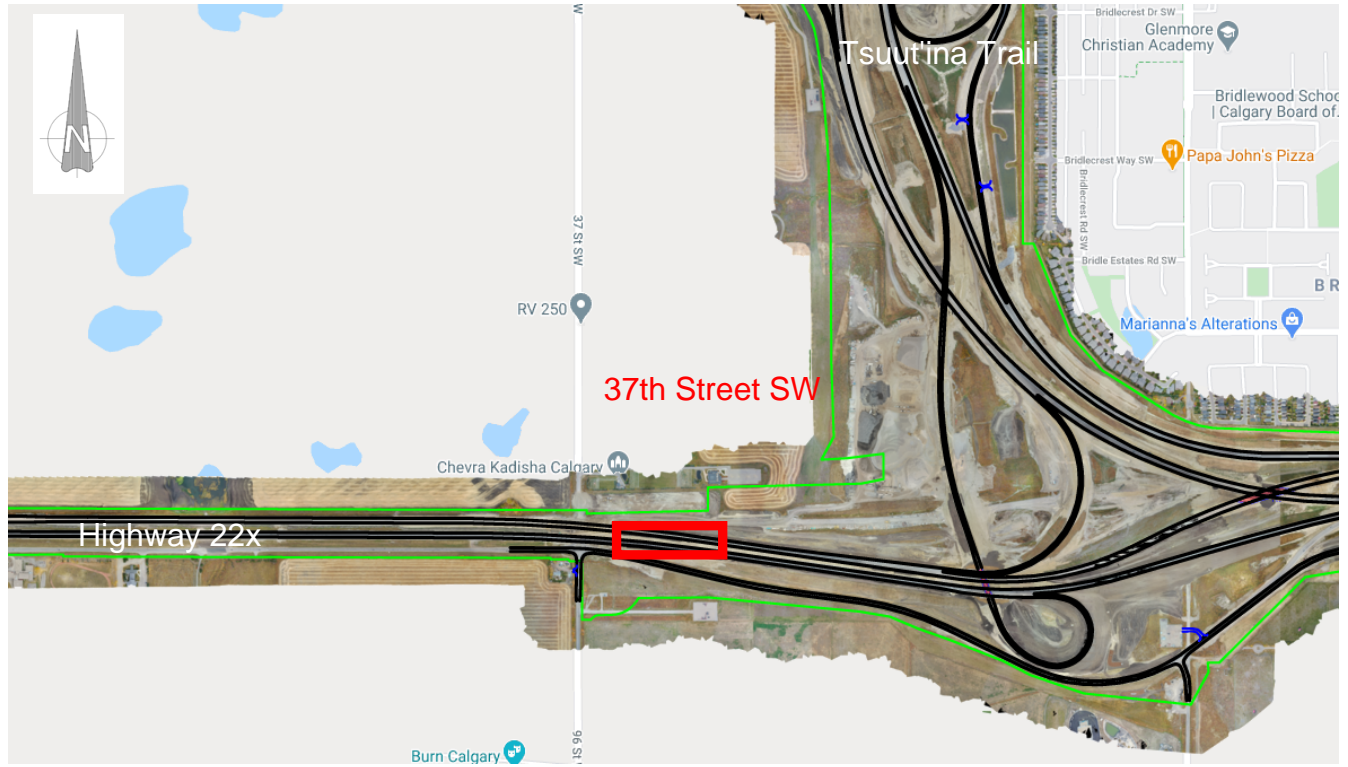 N
Tsuut'ina Trail
Bridlecrest Dr SW
Glenmore
Christian Academy
Bridlewood Schoo
| Calgary Board of.
Bridlecrest Way SW
Papa John's Pizza
Bridlecrest Rd SW
37 St SW
Bridle Estates Rd SW
B R
RV 250
Marianna's Alterations
37th Street SW
Chevra Kadisha Calgary
Highway 22x
96 St
Burn Calgary